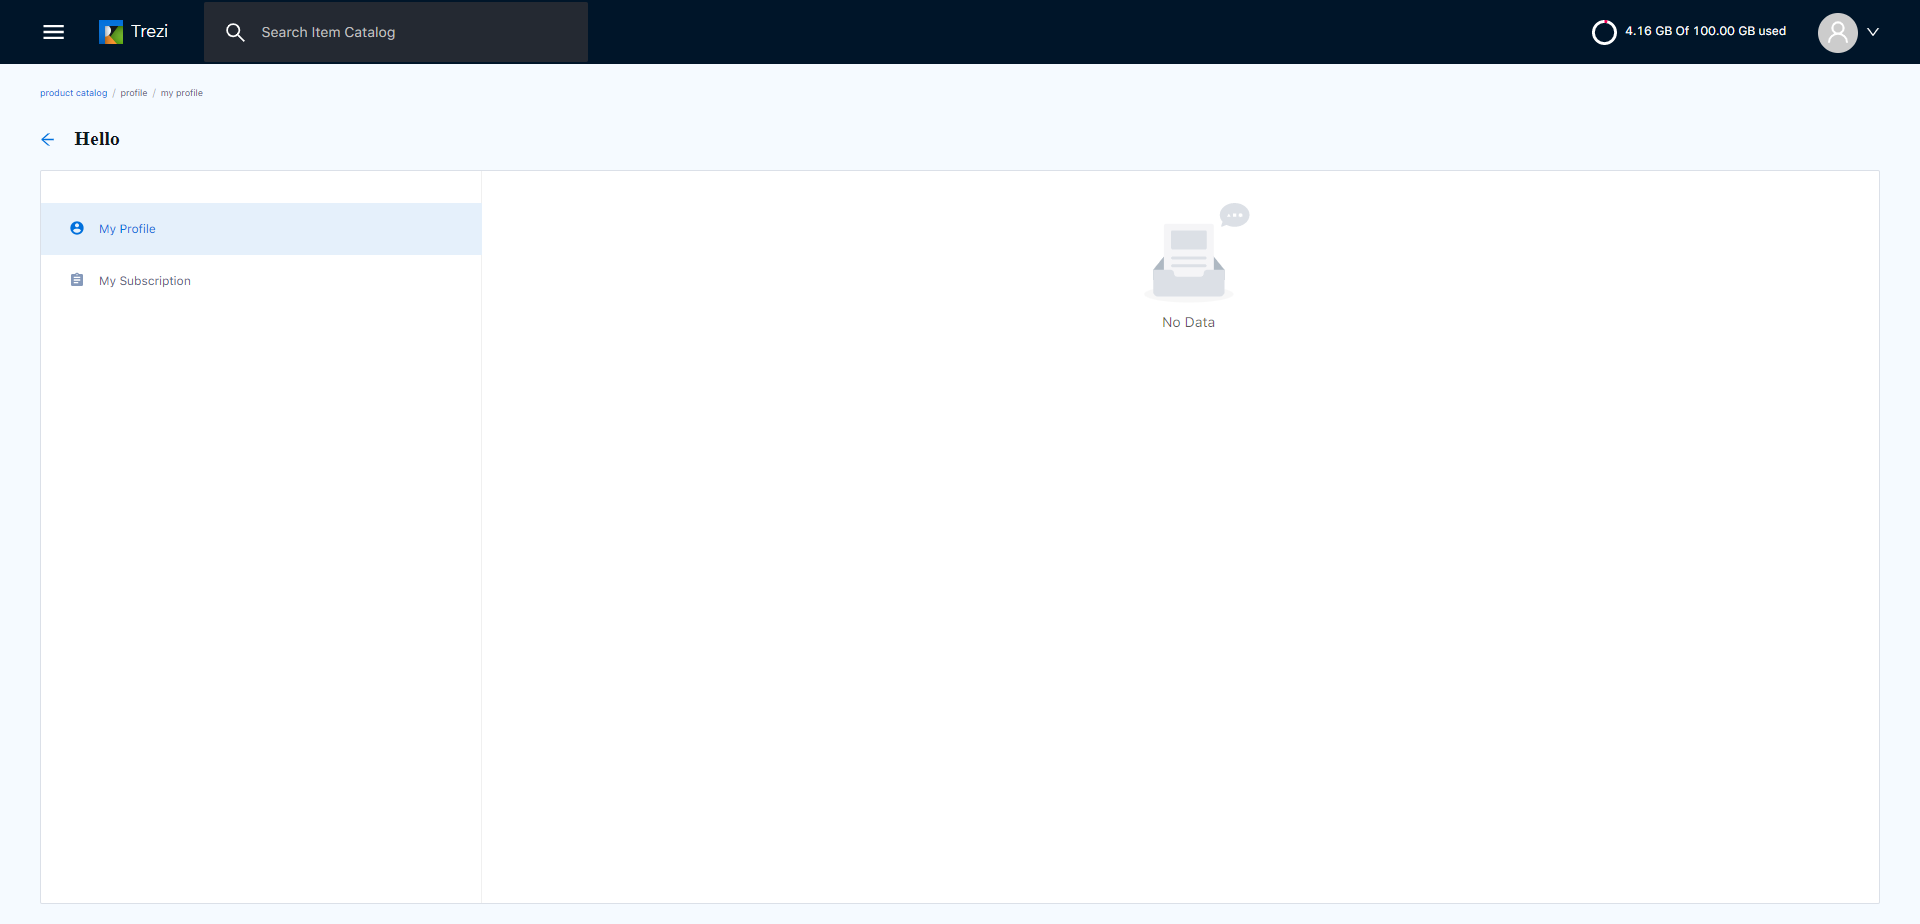 Trezi
Search Item Catalog
4.16 GB Of 100.00 GB used
product catalog / profile / my profile
Hello
My Profile
My Subscription
No Data